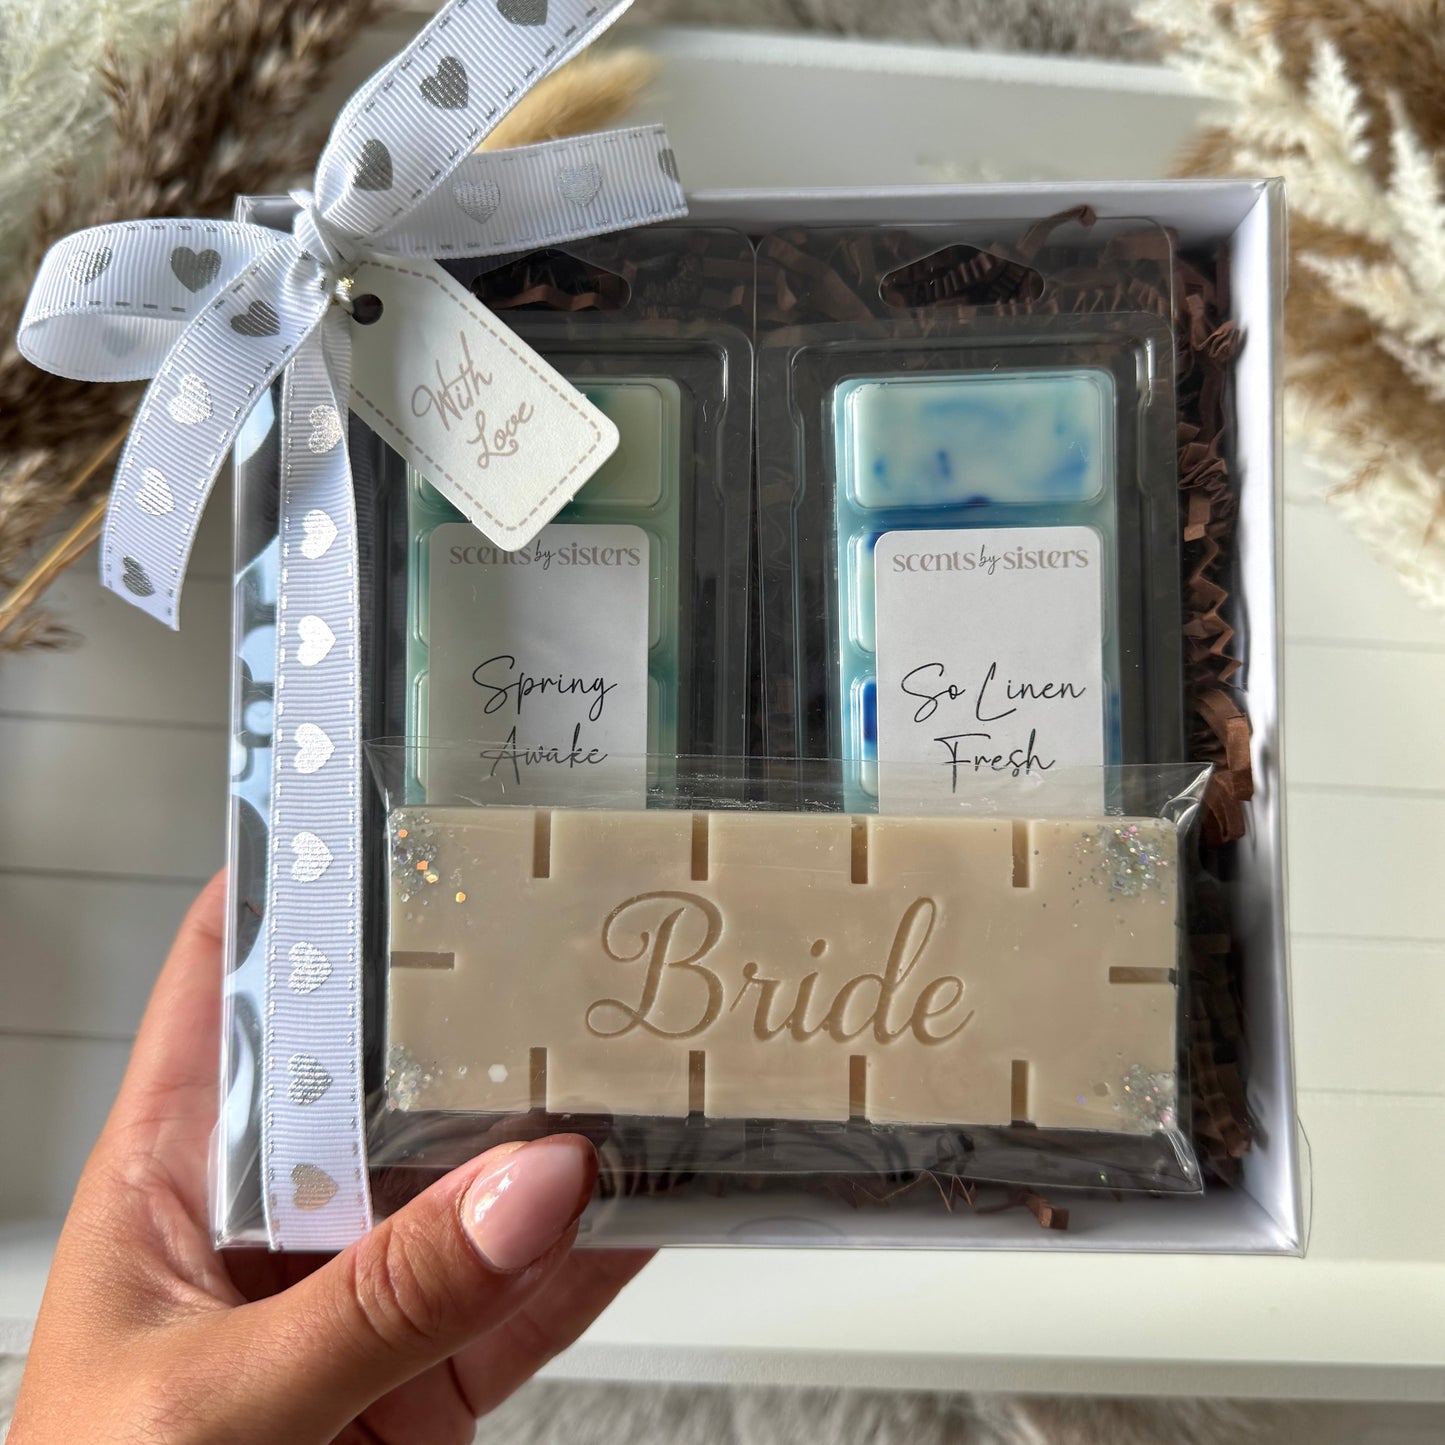 With
Love
scents by sisters
Spring
Awake
scents by sisters
So Linen
Fresh
Bride